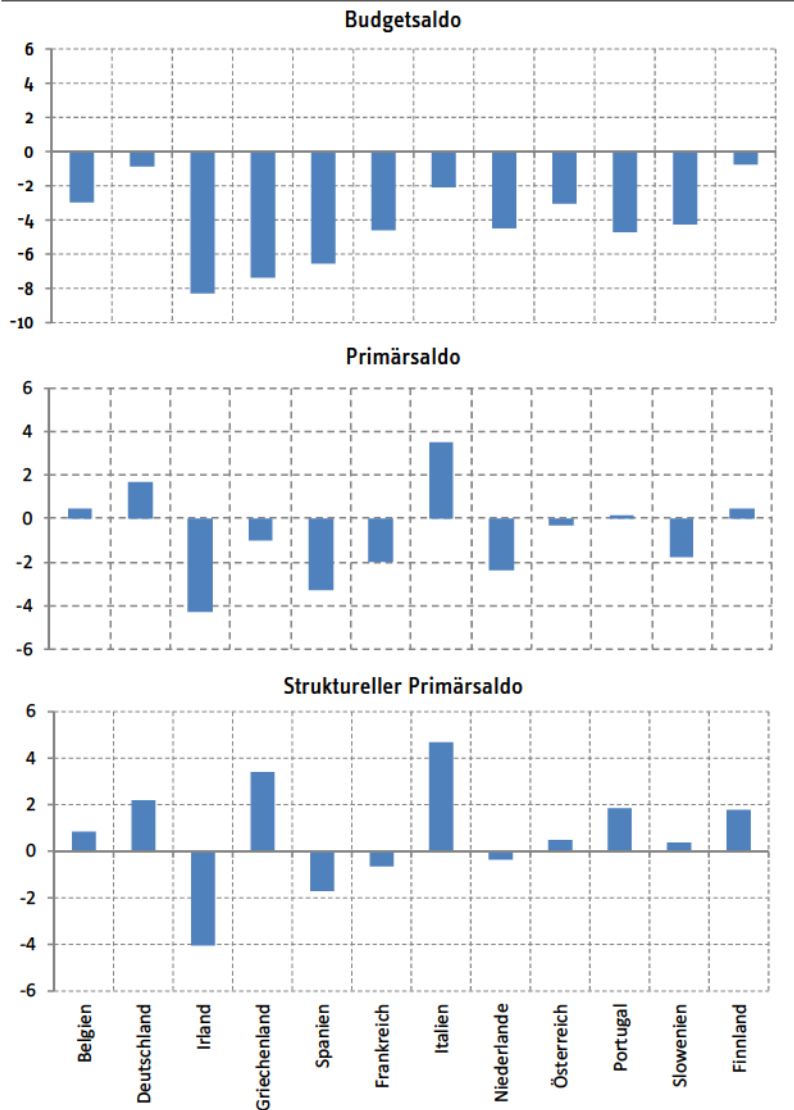 Budgetsaldo
6
4
2
0
-2
-4
-6
-8
-10
Primärsaldo
6
4
2
0
-2
-4
-6
Struktureller Primärsaldo
6
4
2
0
-2
-4
-6
Belgien
Deutschland
Irland
Griechenland
Spanien
Frankreich
Italien
Niederlande
Österreich
Portugal
Slowenien
Finnland